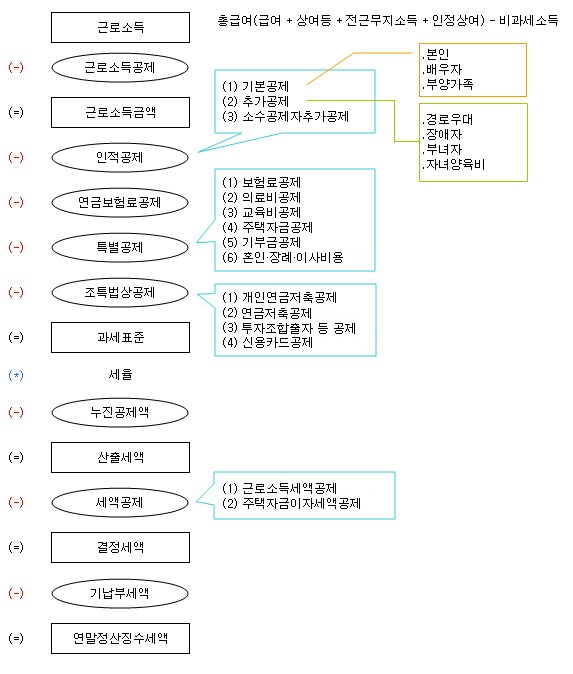 근로소득
총급여(급여 + 상여등 + 전근무지소득 + 인정상여) - 비과세소득
(-)
근로소득공제
(=)
근로소득금액
(1) 기본공제
(2) 추가공제
(3) 소수공제자추가공제
.본인
.배우자
.부양가족
.경로우대
.장애자
.부녀자
.자녀양육비
(-)
인적공제
(-)
연금보험료공제
(1) 보험료공제
(2) 의료비공제
(3) 교육비공제
(4) 주택자금공제
(5) 기부금공제
(6) 혼인·장례·이사비용
(-)
특별공제
(-)
조특법상공제
(1) 개인연금저축공제
(2) 연금저축공제
(3) 투자조합출자 등 공제
(4) 신용카드공제
(=)
과세표준
(*)
세율
(-)
누진공제액
(=)
산출세액
(-)
세액공제
(1) 근로소득세액공제
(2) 주택자금이자세액공제
(=)
결정세액
(-)
기납부세액
(=)
연말정산징수세액